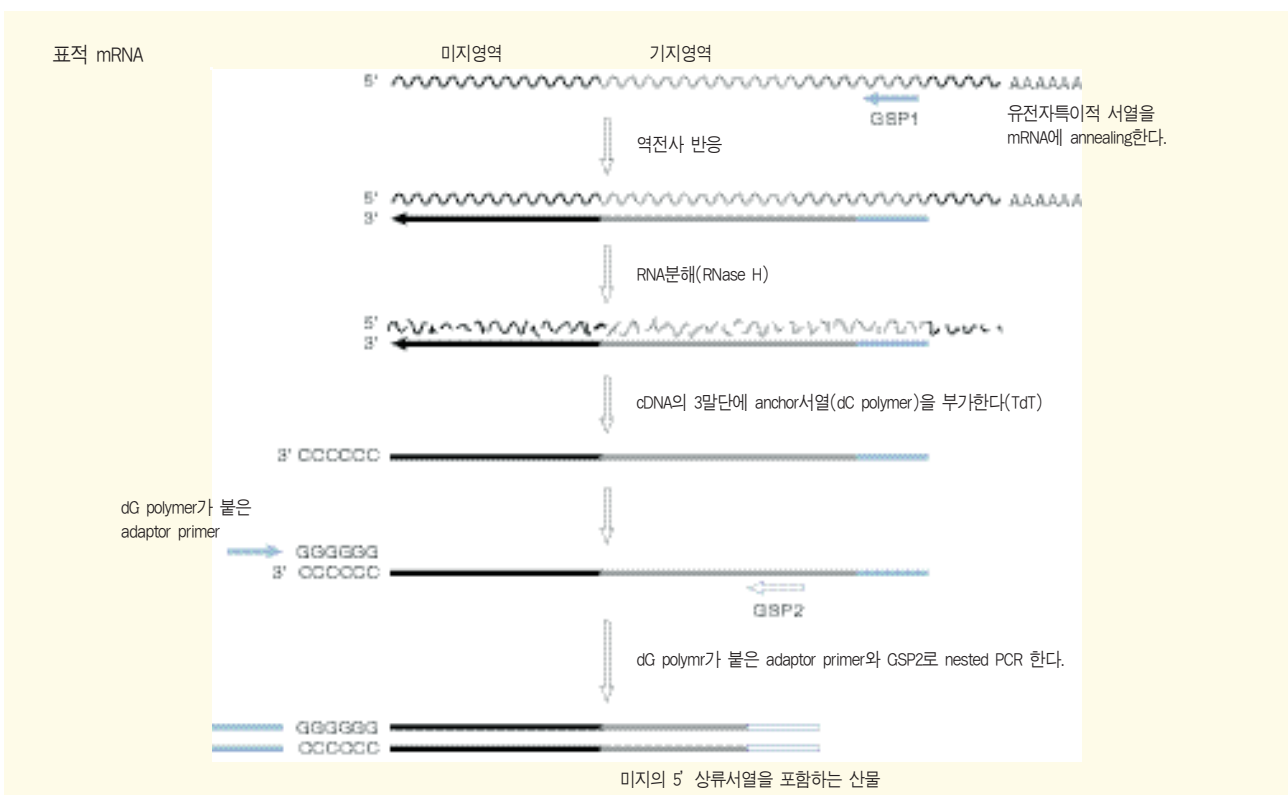 표적 mRNA 미지영역 기지영역
5' AAAAAA
GSP1
유전자특이적 서열을
mRNA에 annealing한다.
역전사 반응
5' AAAAAA
3'
RNA분해(RNase H)
5'
3'
cDNA의 3말단에 anchor서열(dC polymer)을 부가한다(TdT)
3' CCCCCC
dG polymer가 붙은
adaptor primer
GGGGGG
3' CCCCCC
GSP2
dG polymr가 붙은 adaptor primer와 GSP2로 nested PCR 한다.
GGGGGG
CCCCCC
미지의 5' 상류서열을 포함하는 산물